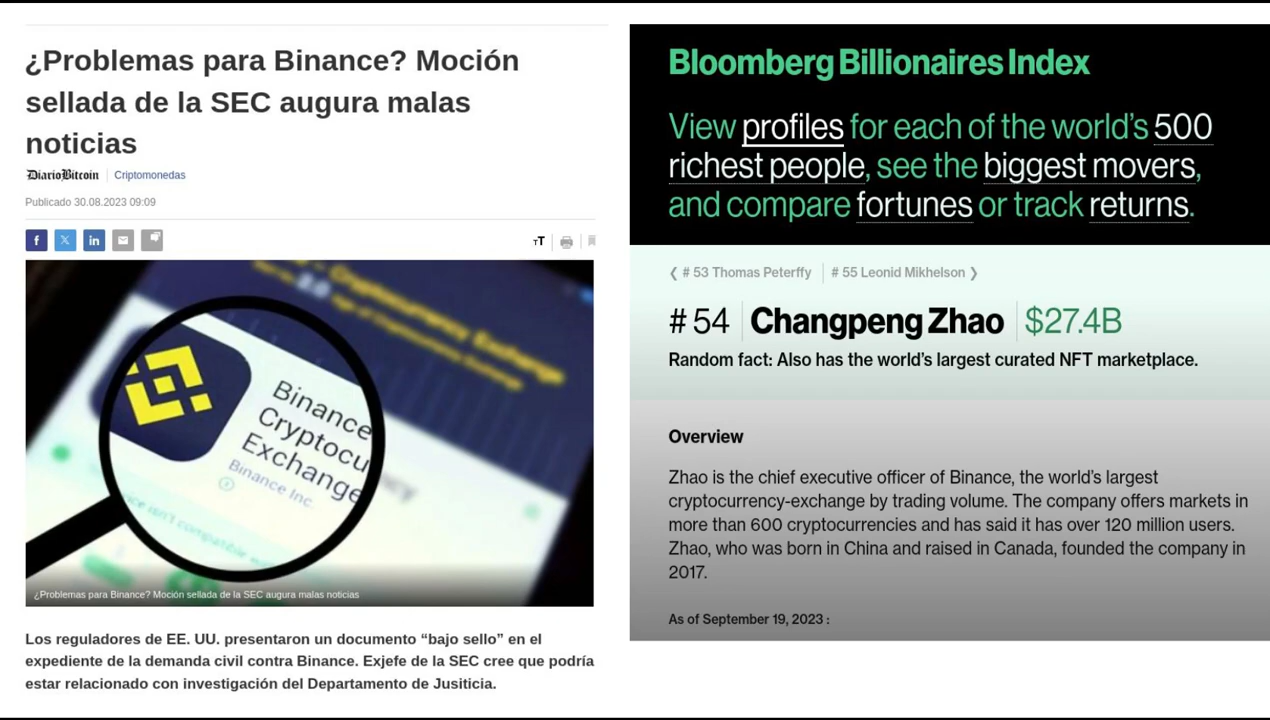 ¿Problemas para Binance? Moción
sellada de la SEC augura malas
noticias
DiarioBitcoin
Criptomonedas
Publicado 30.08.2023 09:09
f
in
TT
Cryptocurrency Exchange
Binance
Cryptocu
Exchange
Binance Inc.
¿Problemas para Binance? Moción sellada de la SEC augura malas noticias
Los reguladores de EE. UU. presentaron un documento “bajo sello” en el
expediente de la demanda civil contra Binance. Exjefe de la SEC cree que podría
estar relacionado con investigación del Departamento de Jusiticia.
Bloomberg Billionaires Index
View profiles for each of the world’s 500
richest people, see the biggest movers,
and compare fortunes or track returns.
❮ # 53 Thomas Peterffy # 55 Leonid Mikhelson ❯
# 54 Changpeng Zhao $27.4B
Random fact: Also has the world’s largest curated NFT marketplace.
Overview
Zhao is the chief executive officer of Binance, the world’s largest
cryptocurrency-exchange by trading volume. The company offers markets in
more than 600 cryptocurrencies and has said it has over 120 million users.
Zhao, who was born in China and raised in Canada, founded the company in
2017.
As of September 19, 2023 :